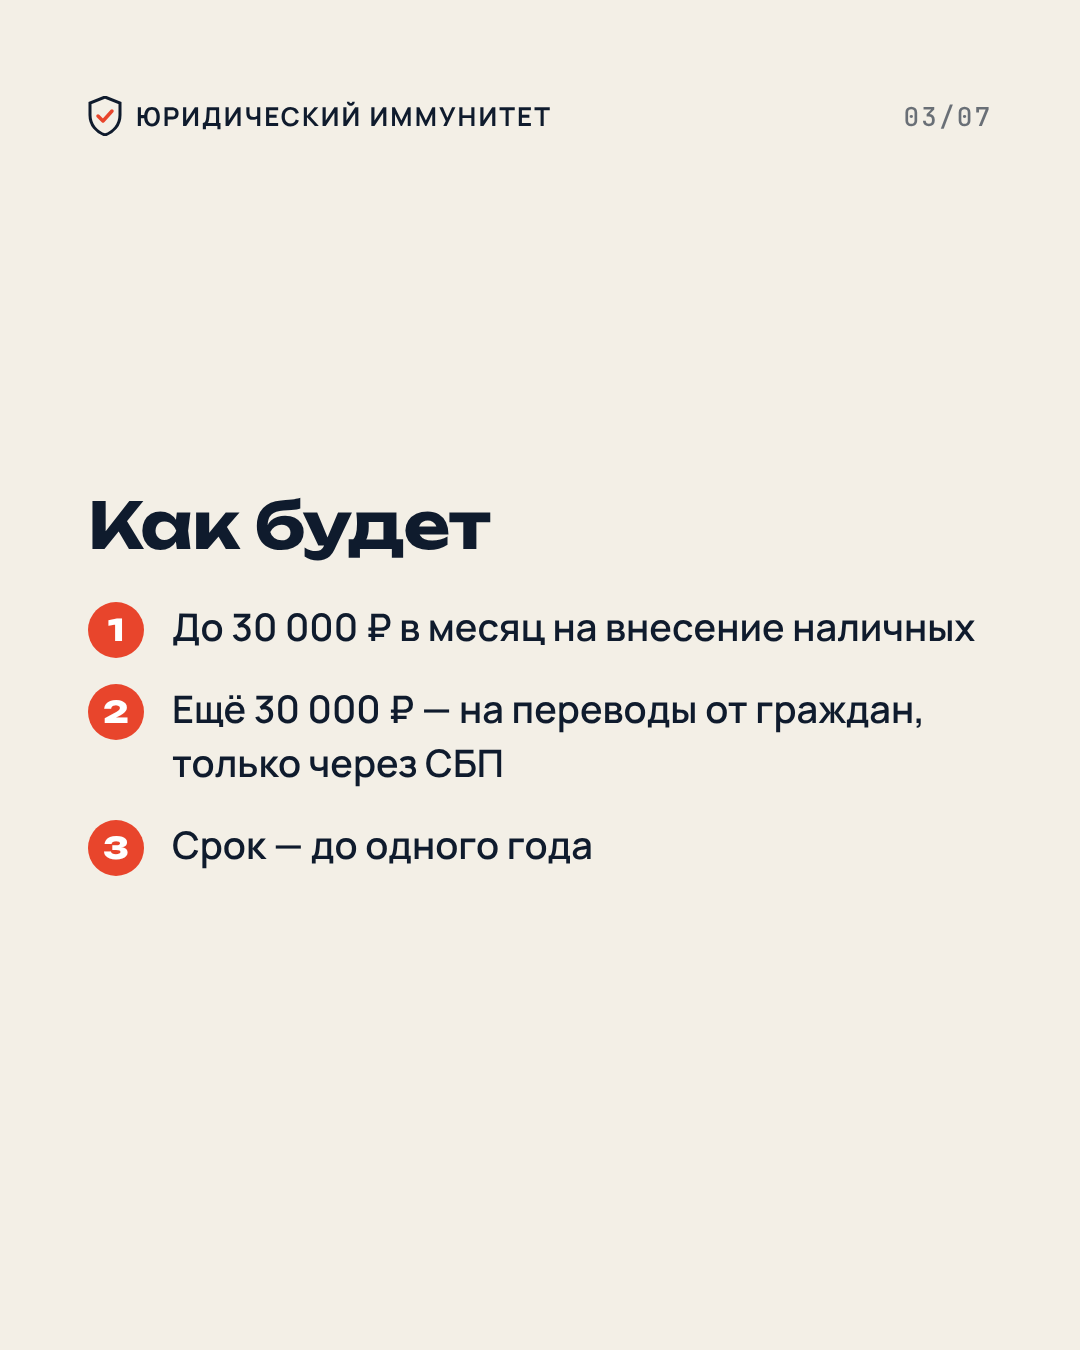 ЮРИДИЧЕСКИЙ ИММУНИТЕТ
03/07
Как будет
1 До 30 000 ₽ в месяц на внесение наличных
2 Ещё 30 000 ₽ — на переводы от граждан,
только через СБП
3 Срок — до одного года